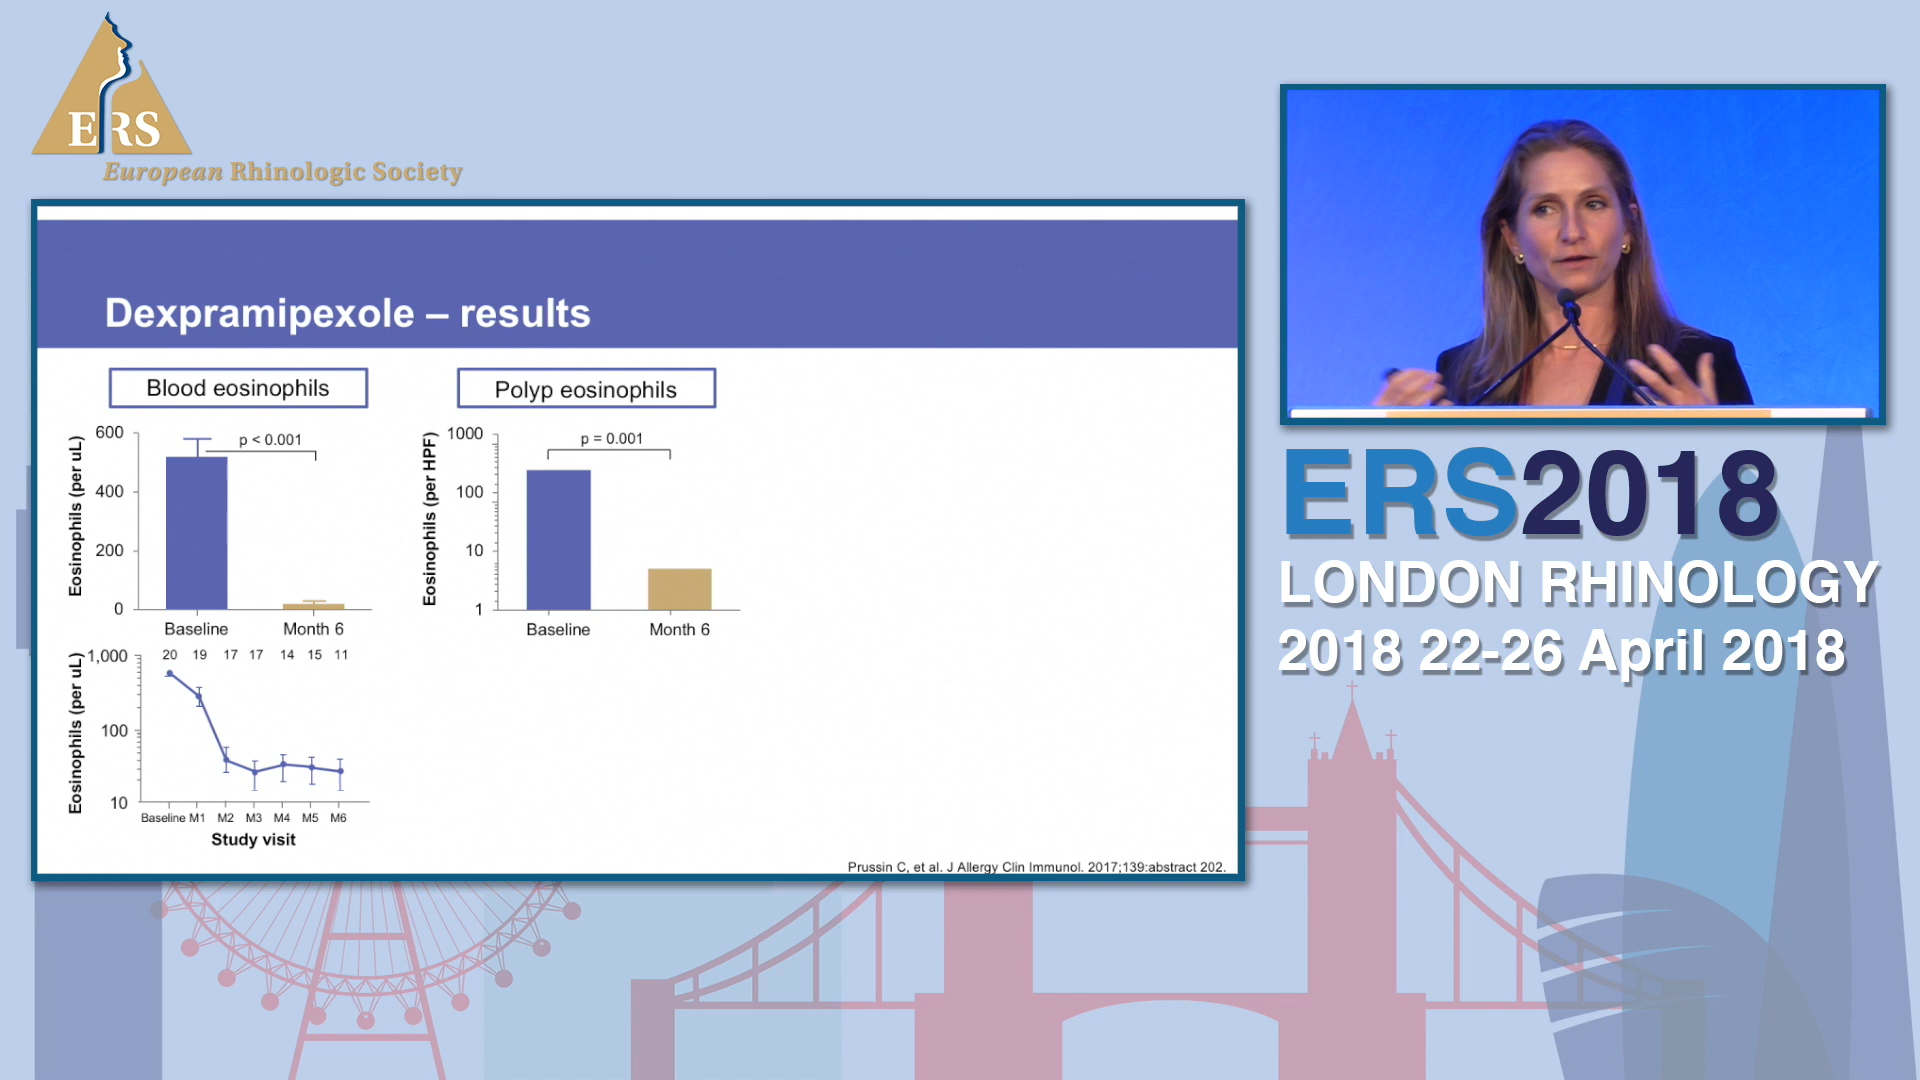 ERS
European Rhinologic Society
Dexpramipexole – results
Blood eosinophils
Polyp eosinophils
Eosinophils (per uL)
600
400
200
0
p < 0.001
Baseline
Month 6
Eosinophils (per HPF)
1000
100
10
1
p = 0.001
Baseline
Month 6
Eosinophils (per uL)
1,000
100
10
20 19 17 17 14 15 11
Baseline M1 M2 M3 M4 M5 M6
Study visit
Prussin C, et al. J Allergy Clin Immunol. 2017;139:abstract 202.
ERS2018
LONDON RHINOLOGY
2018 22-26 April 2018